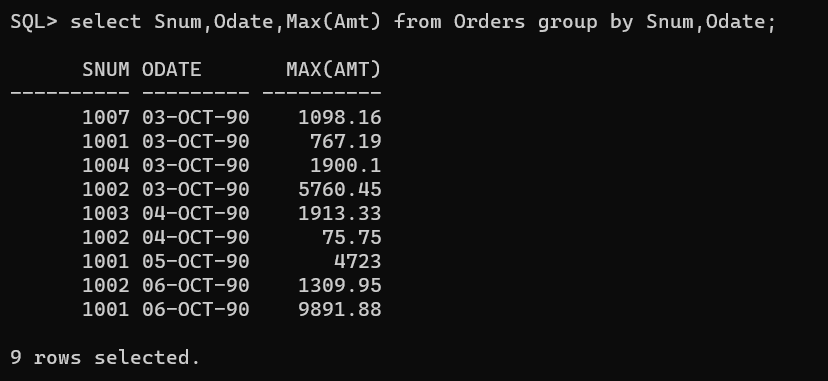 SQL> select Snum,Odate,Max(Amt) from Orders group by Snum,Odate;
      SNUM ODATE       MAX(AMT)
---------- --------- ----------
      1007 03-OCT-90    1098.16
      1001 03-OCT-90     767.19
      1004 03-OCT-90     1900.1
      1002 03-OCT-90    5760.45
      1003 04-OCT-90    1913.33
      1002 04-OCT-90      75.75
      1001 05-OCT-90       4723
      1002 06-OCT-90    1309.95
      1001 06-OCT-90    9891.88
9 rows selected.